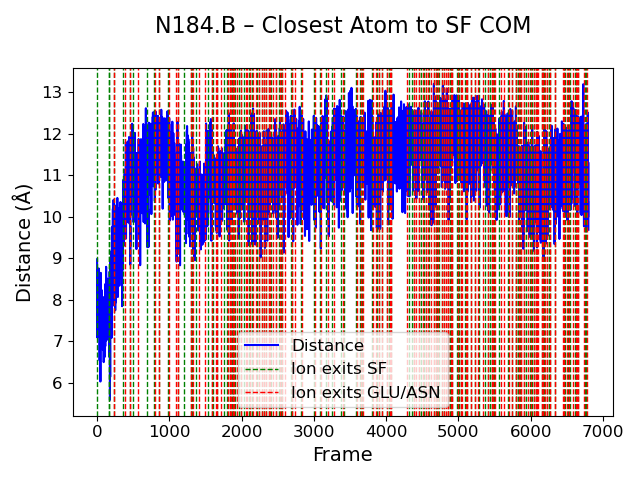 N184.B – Closest Atom to SF COM
13
12
11
10
9
8
7
6
Distance (Å)
Distance
Ion exits SF
Ion exits GLU/ASN
0 1000 2000 3000 4000 5000 6000 7000
Frame